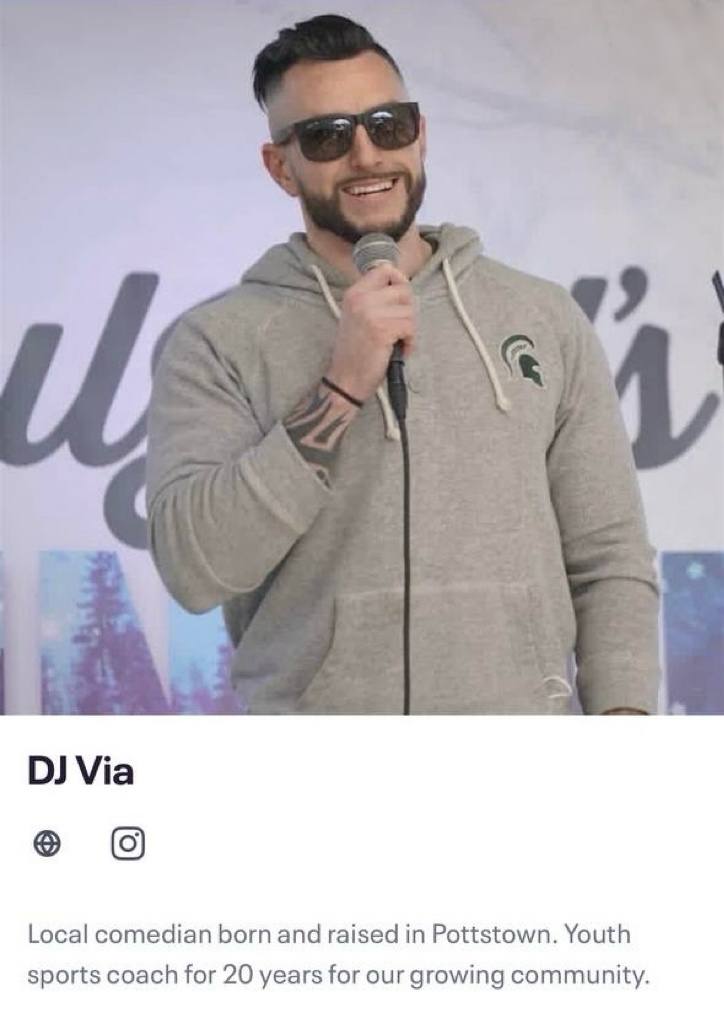 DJ Via
Local comedian born and raised in Pottstown. Youth
sports coach for 20 years for our growing community.